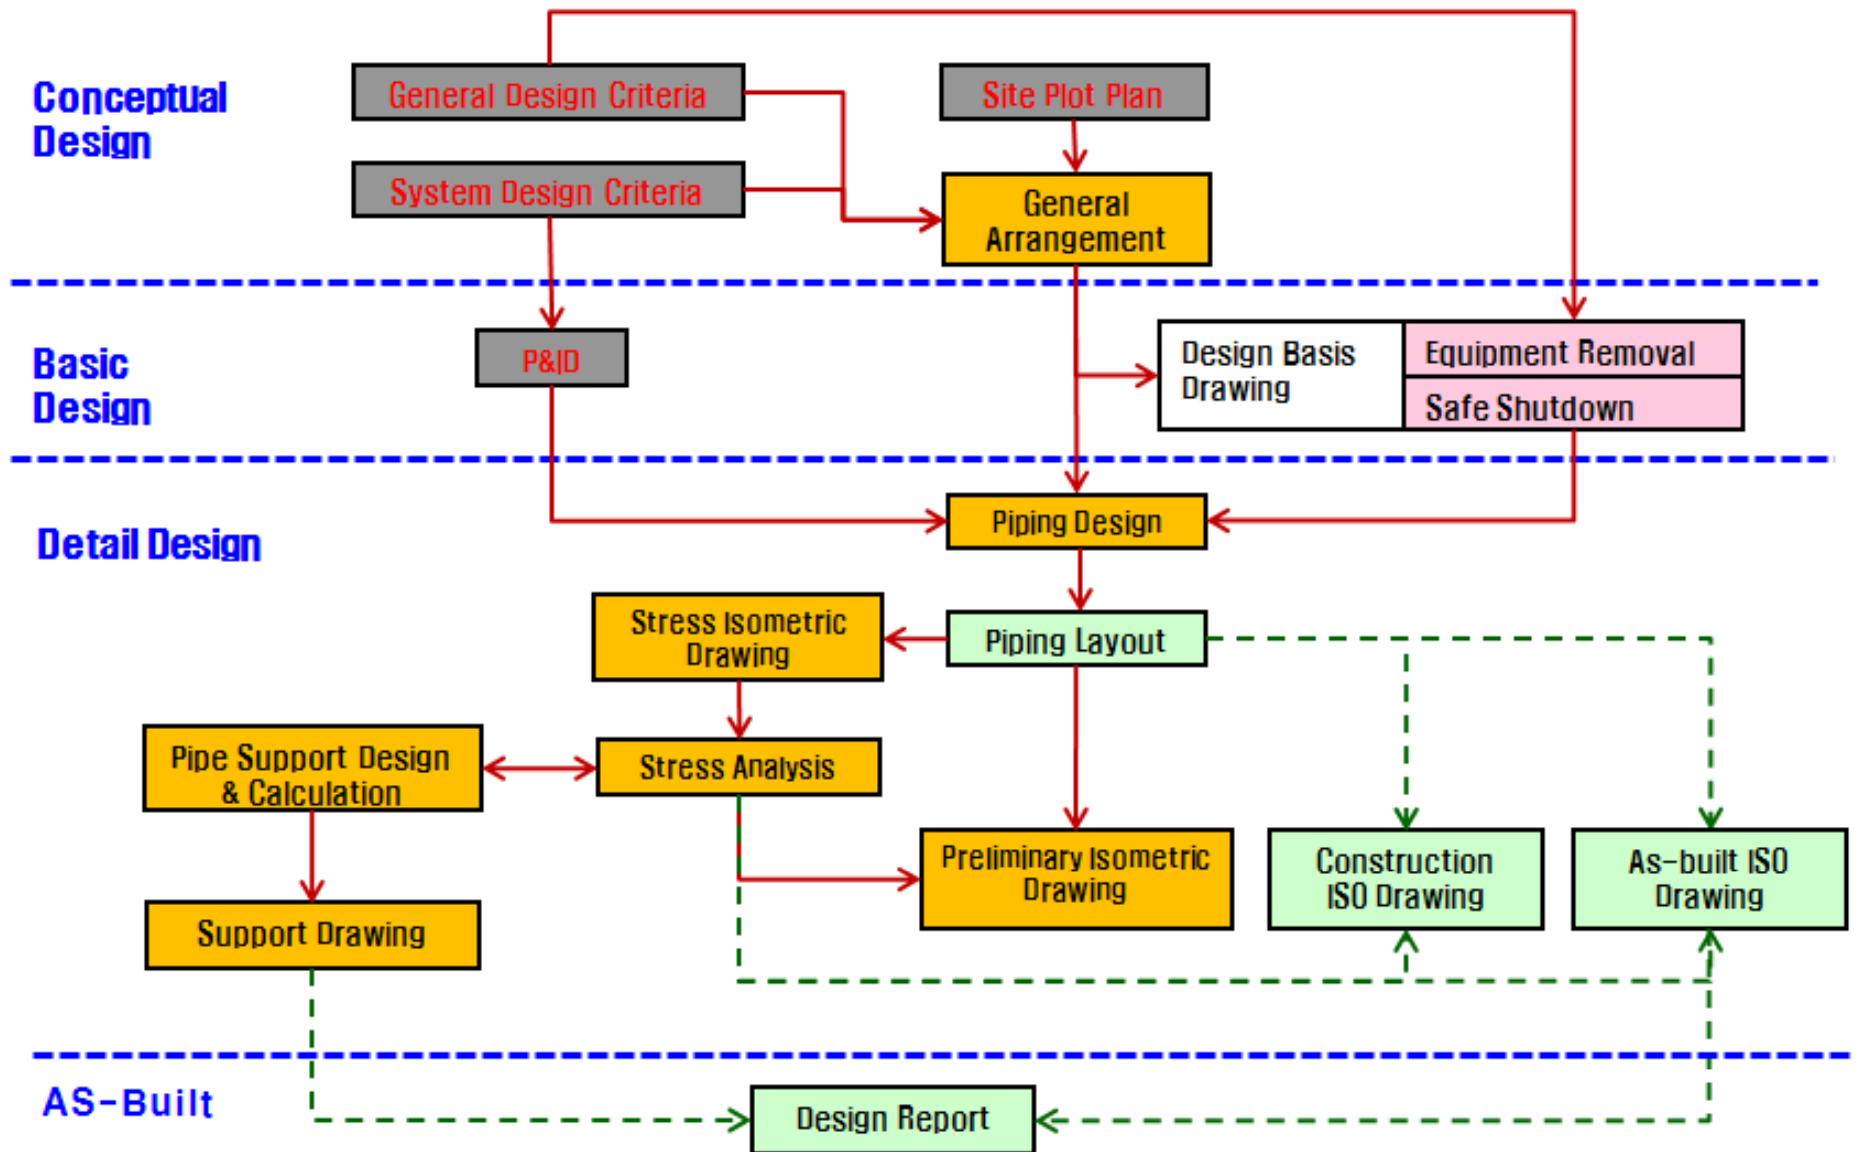 Conceptual
Design
General Design Criteria
Site Plot Plan
System Design Criteria
General
Arrangement
Basic
Design
P&ID
Design Basis
Drawing
Equipment Removal
Safe Shutdown
Detail Design
Piping Design
Stress Isometric
Drawing
Piping Layout
Pipe Support Design
& Calculation
Stress Analysis
Preliminary Isometric
Drawing
Construction
ISO Drawing
As-built ISO
Drawing
Support Drawing
AS-Built
Design Report